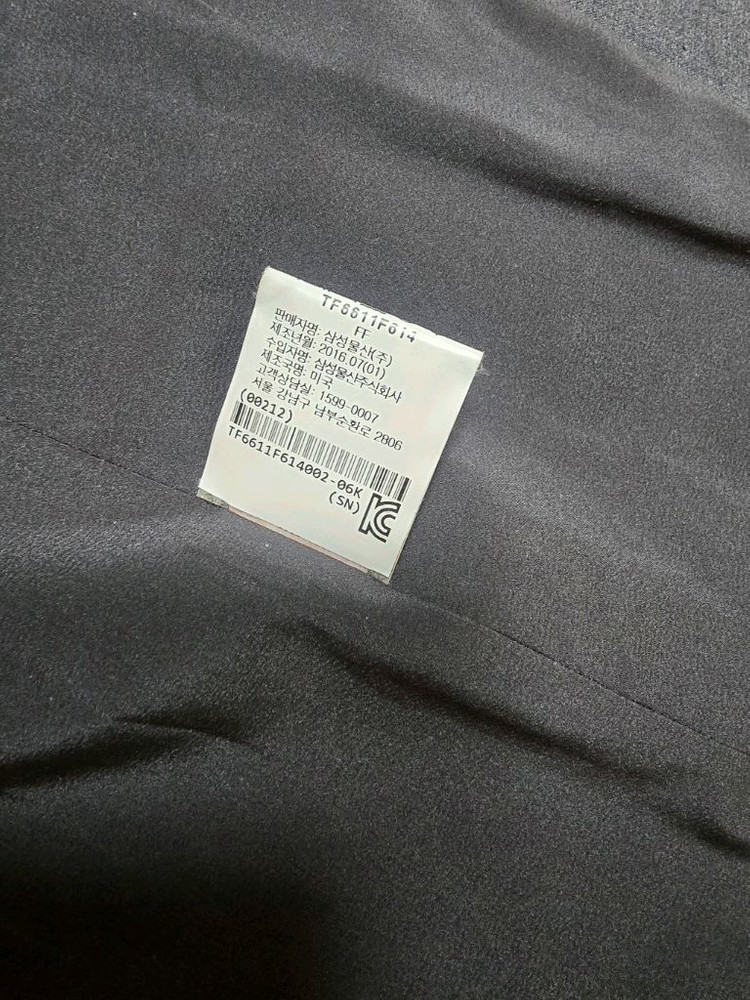 TF6611F614
FF
판매자명: 삼성물산(주)
제조년월: 2016.07(01)
수입자명: 삼성물산주식회사
제조국명: 미국
고객상담실: 1599-0007
서울 강남구 남부순환로 2806
(00212)
TF6611F614002-06K
(SN)
KC